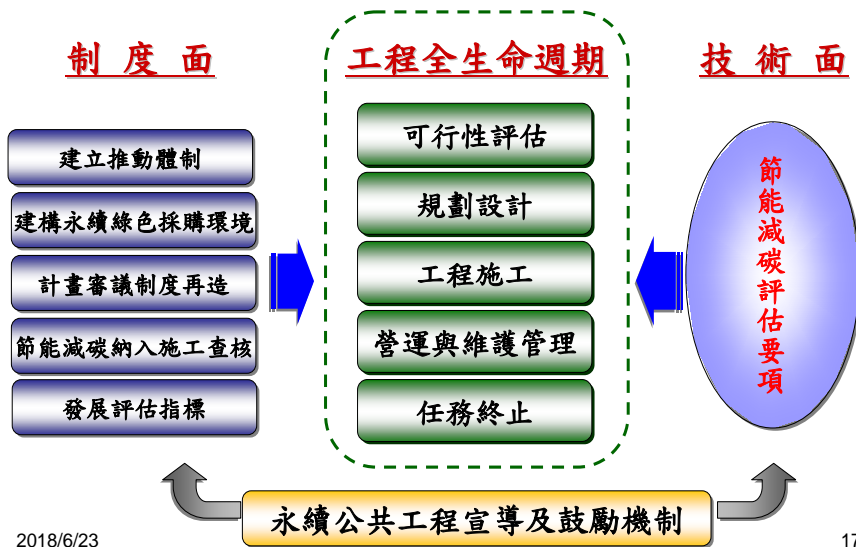 制度面
工程全生命週期
技術面
建立推動體制
建構永續綠色採購環境
計畫審議制度再造
節能減碳納入施工查核
發展評估指標
可行性評估
規劃設計
工程施工
營運與維護管理
任務終止
節能減碳評估要項
永續公共工程宣導及鼓勵機制
2018/6/23
17